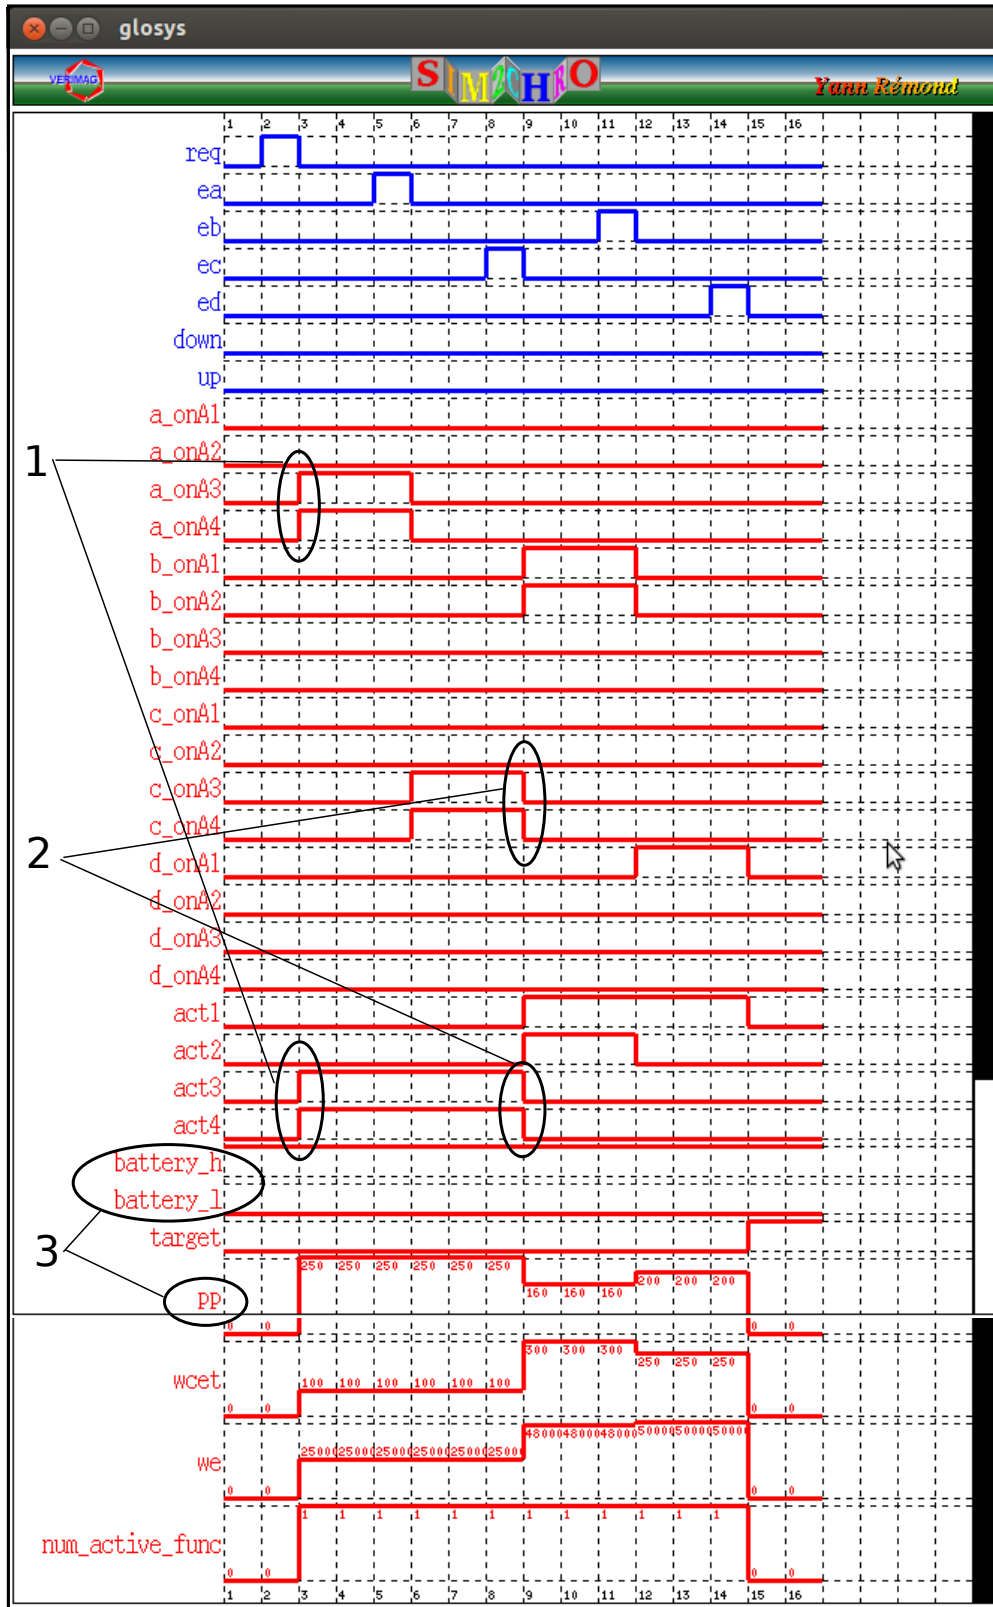 glosys
VERIMAG SIM2CHRO Yann Rémond
1 2 3 4 5 6 7 8 9 10 11 12 13 14 15 16
req
ea
eb
ec
ed
down
up
a_onA1
1 a_onA2
a_onA3
a_onA4
b_onA1
b_onA2
b_onA3
b_onA4
c_onA1
c_onA2
c_onA3
c_onA4
2
d_onA1
d_onA2
d_onA3
d_onA4
act1
act2
act3
act4
battery_h
battery_l
target
3
250 250 250 250 250 250 200 200 200
160 160 160
pp
0 0 0 0
300 300 300
250 250 250
wcet 100 100 100 100 100 100
0 0 0 0
48000 48000 48000 50000 50000 50000
25000 25000 25000 25000 25000 25000
we
0 0 0 0
1 1 1 1 1 1 1 1 1 1 1 1
num_active_func
0 0 0 0
1 2 3 4 5 6 7 8 9 10 11 12 13 14 15 16